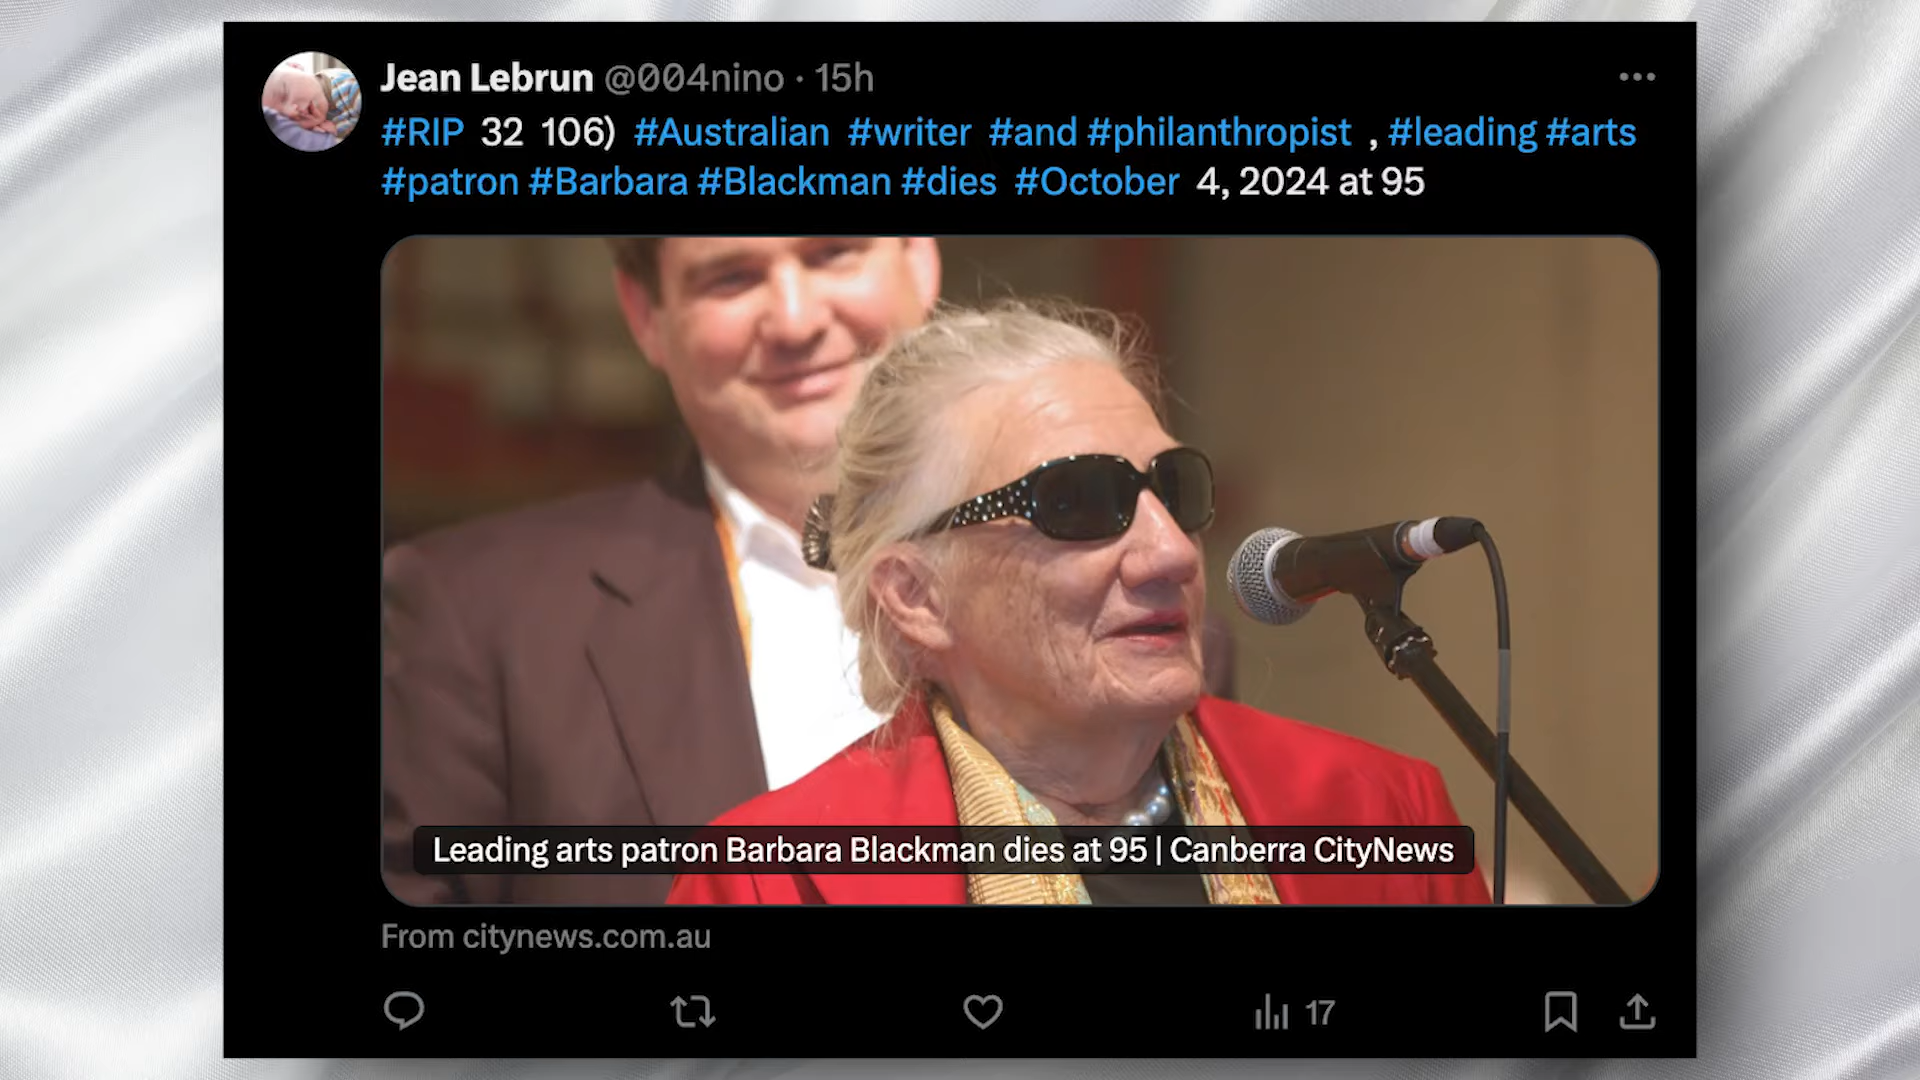 Jean Lebrun @004nino · 15h
#RIP 32 106) #Australian #writer #and #philanthropist , #leading #arts
#patron #Barbara #Blackman #dies #October 4, 2024 at 95
Leading arts patron Barbara Blackman dies at 95 | Canberra CityNews
From citynews.com.au
17